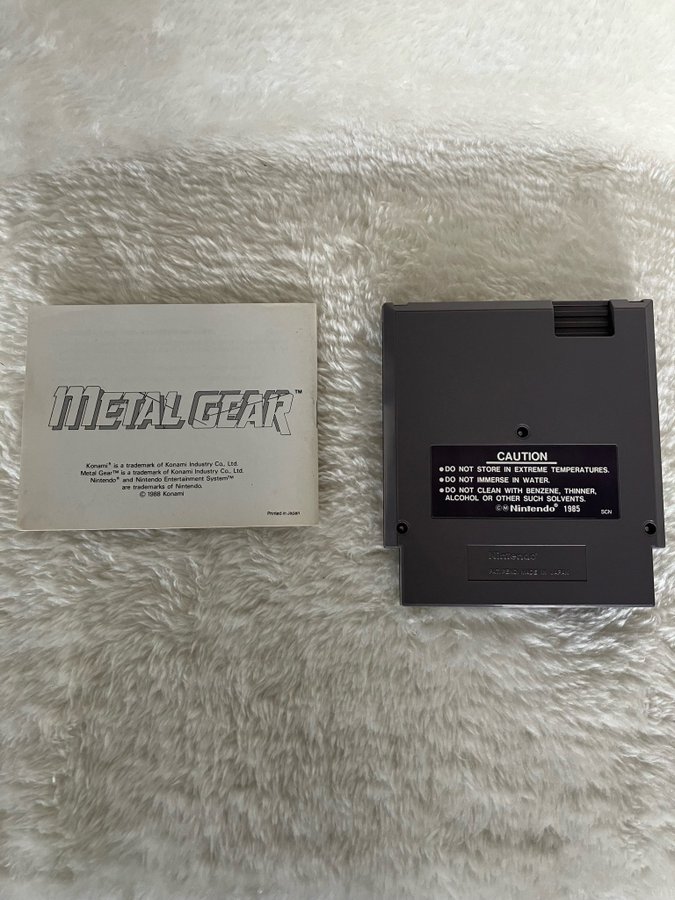 METAL GEAR™
Konami® is a trademark of Konami Industry Co., Ltd.
Metal Gear™ is a trademark of Konami Industry Co., Ltd.
Nintendo® and Nintendo Entertainment System™
are trademarks of Nintendo.
© 1988 Konami
Printed in Japan
CAUTION
●DO NOT STORE IN EXTREME TEMPERATURES.
●DO NOT IMMERSE IN WATER.
●DO NOT CLEAN WITH BENZENE, THINNER,
ALCOHOL OR OTHER SUCH SOLVENTS.
©Ⓜ Nintendo® 1985
SCN
Nintendo®
PAT. PEND. MADE IN JAPAN